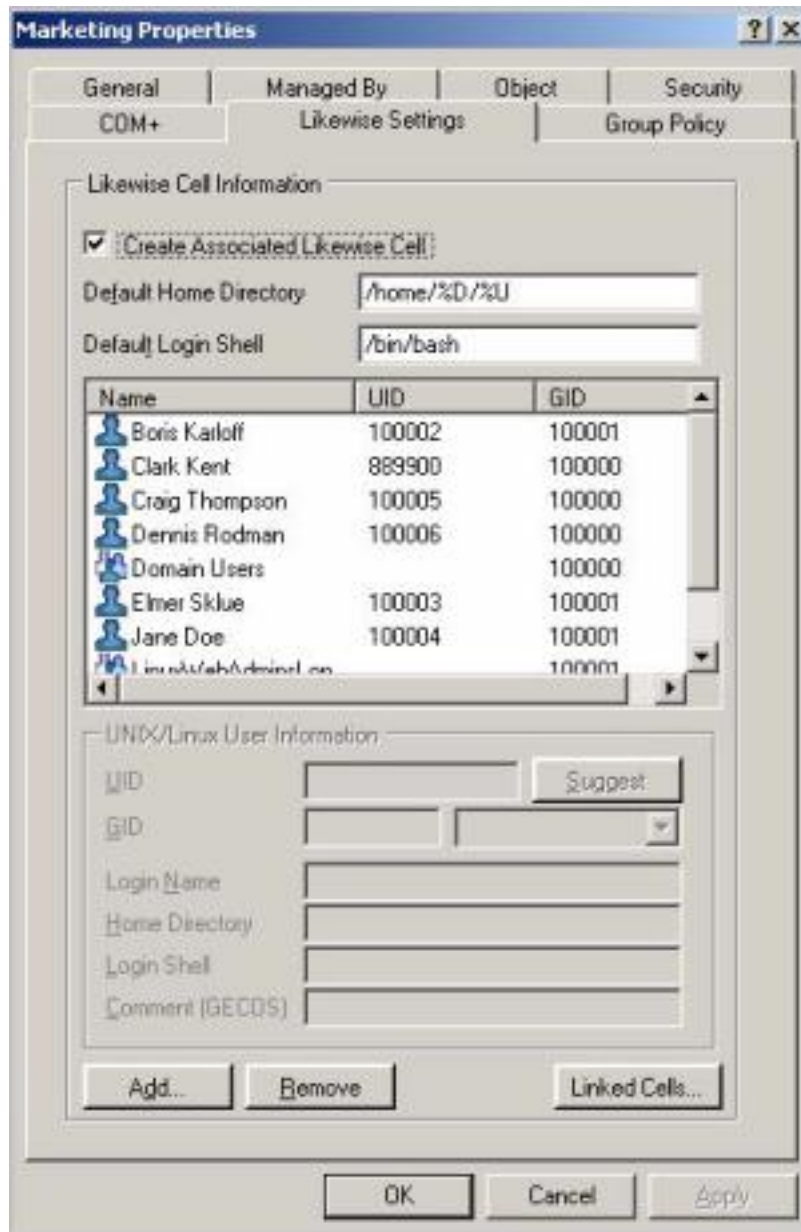 Marketing Properties
General Managed By Object Security
COM+ Likewise Settings Group Policy
Likewise Cell Information
Create Associated Likewise Cell
Default Home Directory /home/%D/%U
Default Login Shell /bin/bash
Name UID GID
Boris Karloff 100002 100001
Clark Kent 889900 100000
Craig Thompson 100005 100000
Dennis Rodman 100006 100000
Domain Users 100000
Elmer Sklue 100003 100001
Jane Doe 100004 100001
100001
UNIX/Linux User Information
UID Suggest
GID
Login Name
Home Directory
Login Shell
Comment (GECOS)
Add... Remove Linked Cells...
OK Cancel Apply